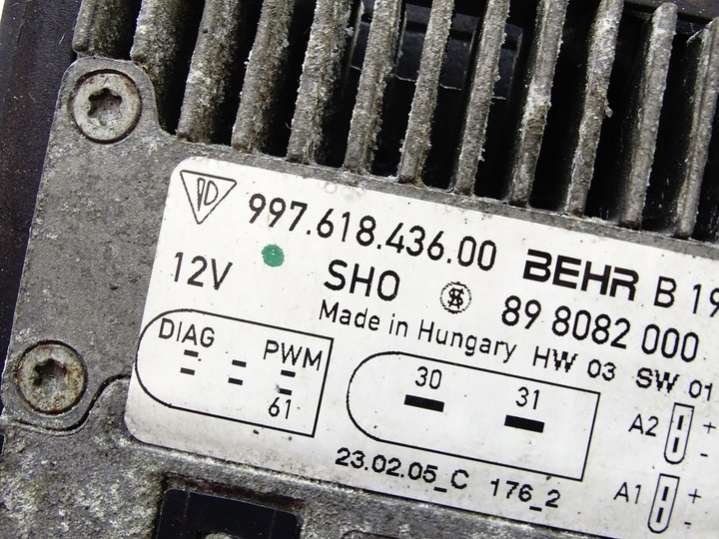 997.618.436.00 BEHR B 19
12V SHO 89 8082 000
Made in Hungary HW 03 SW 01
DIAG PWM
61
30 31
A2 + -
A1 + -
23.02.05_C 176_2